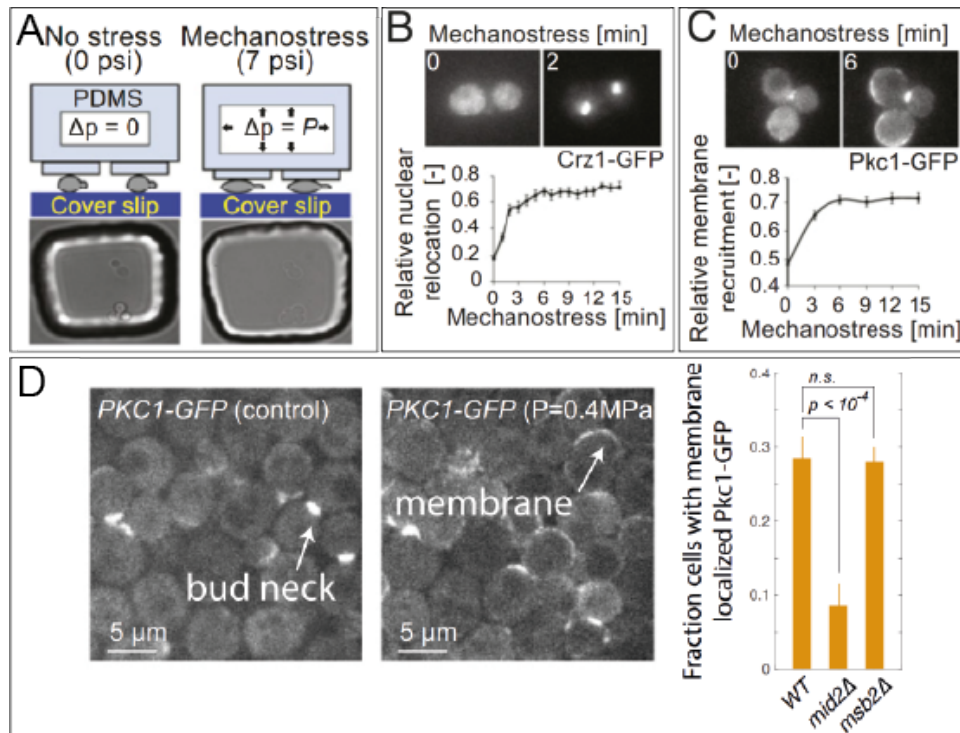 A
No stress
(0 psi)
Mechanostress
(7 psi)
PDMS
Δp = 0
Δp = P
Cover slip
Cover slip
B
Mechanostress [min]
0
2
Crz1-GFP
Relative nuclear
relocation [-]
0.8
0.6
0.4
0.2
0
0 3 6 9 12 15
Mechanostress [min]
C
Mechanostress [min]
0
6
Pkc1-GFP
Relative membrane
recruitment [-]
0.8
0.7
0.6
0.5
0.4
0 3 6 9 12 15
Mechanostress [min]
D
PKC1-GFP (control)
bud neck
5 µm
PKC1-GFP (P=0.4MPa
membrane
5 µm
Fraction cells with membrane
localized Pkc1-GFP
0.4
0.3
0.2
0.1
0
n.s.
p < 10⁻⁴
WT
mid2Δ
msb2Δ